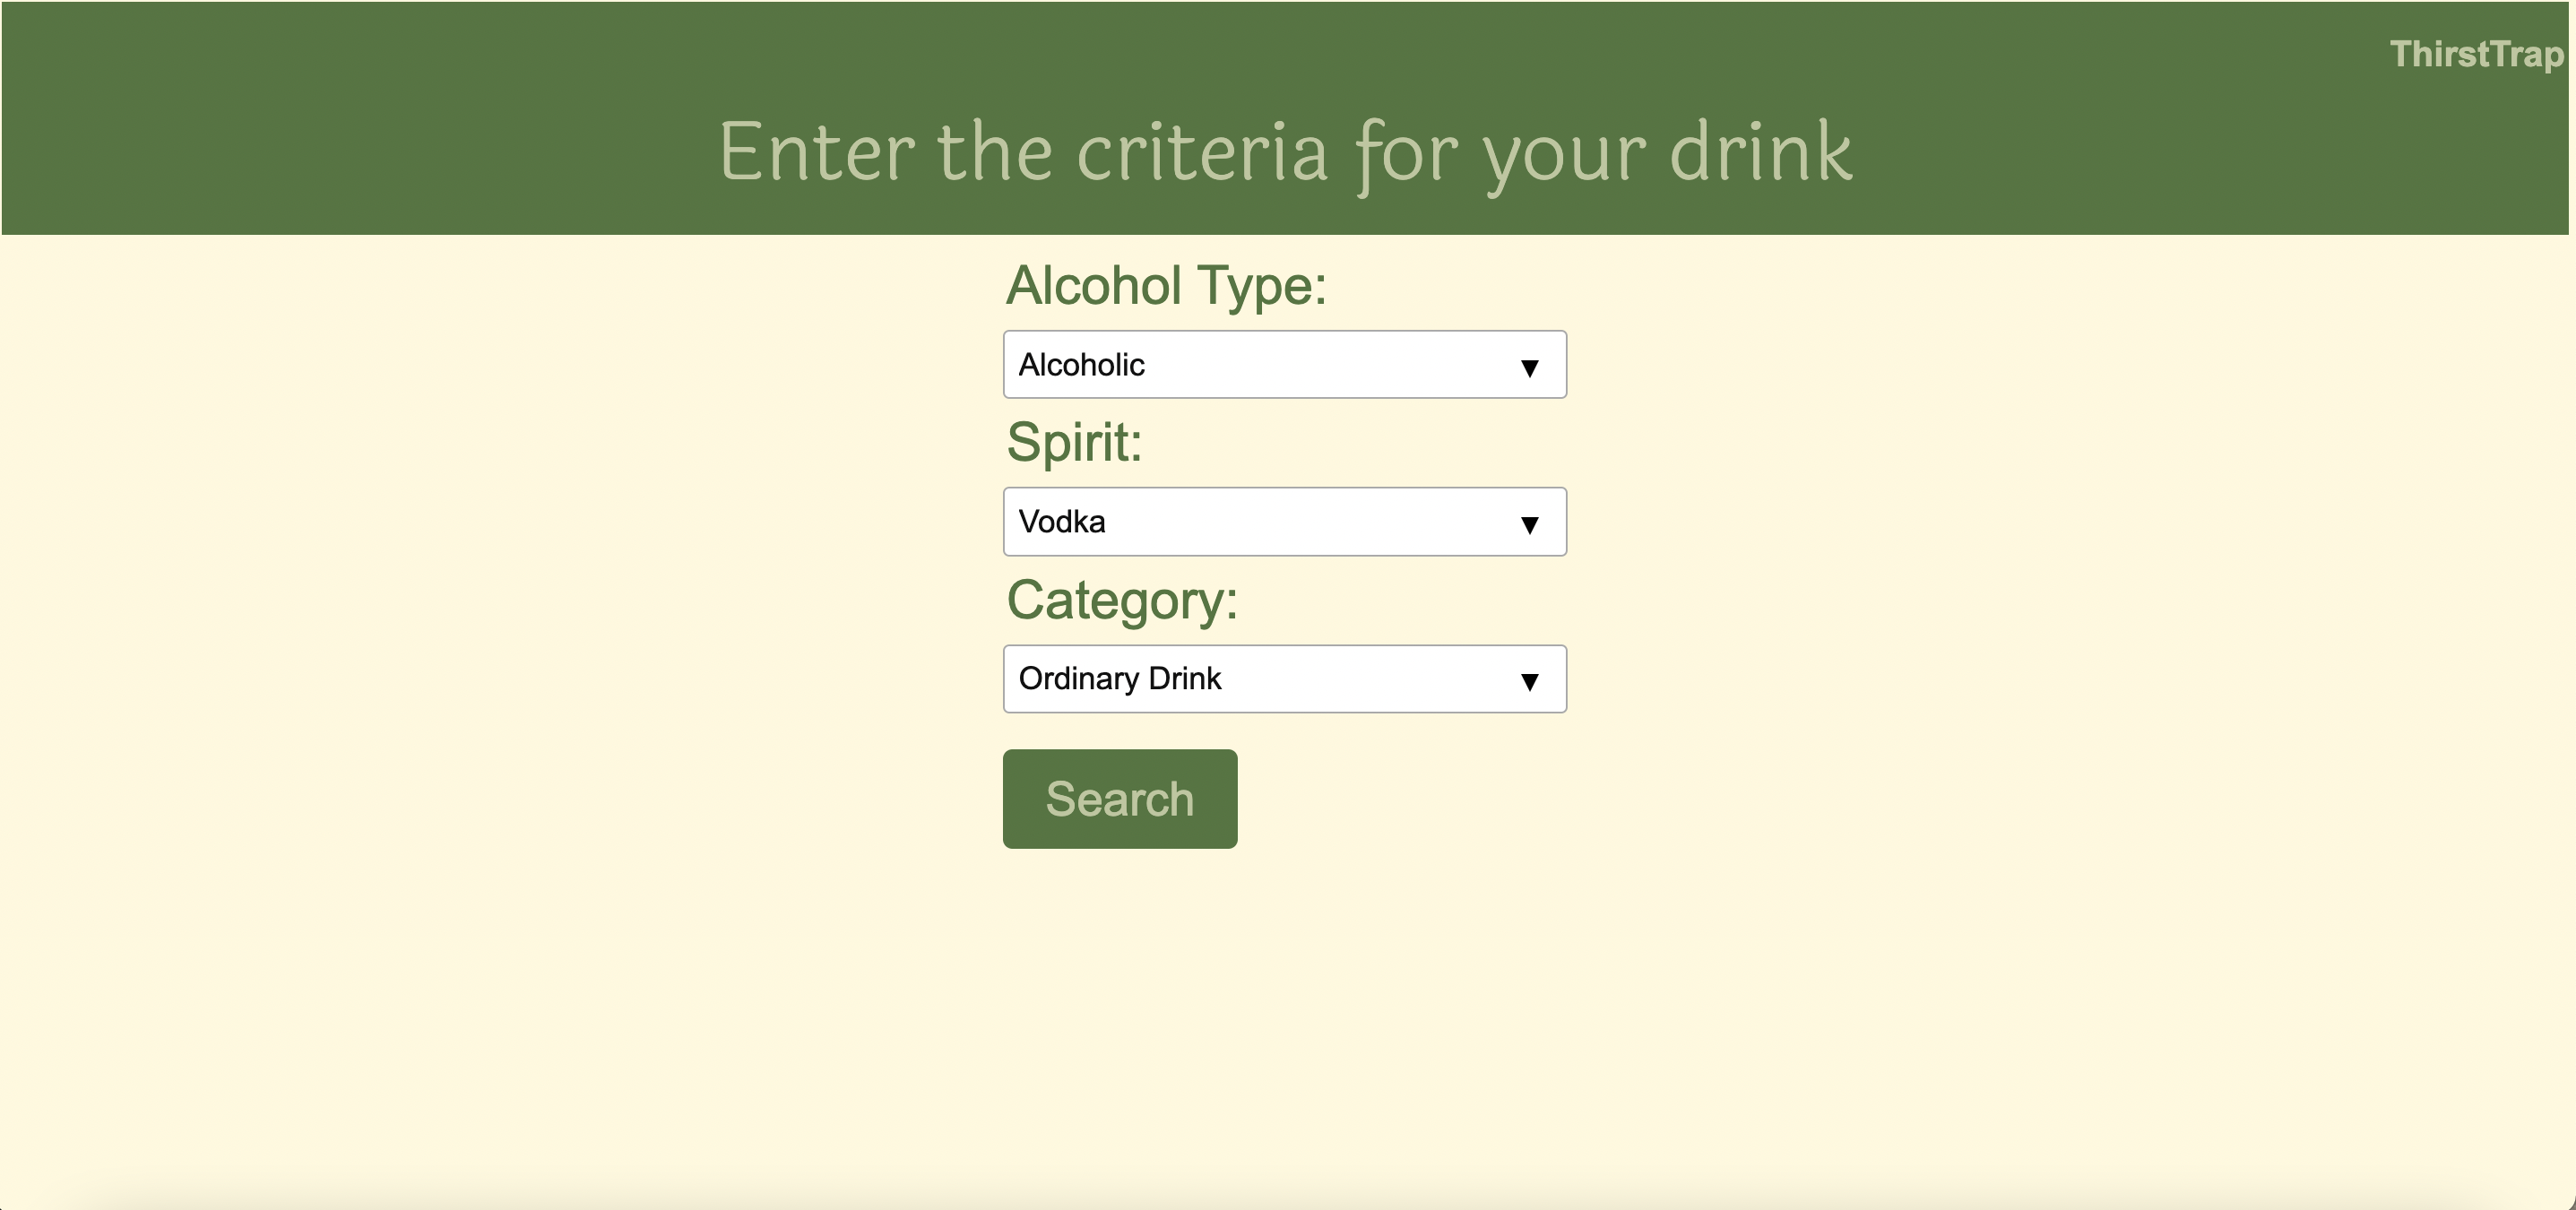 ThirstTrap
Enter the criteria for your drink
Alcohol Type:
Alcoholic
Spirit:
Vodka
Category:
Ordinary Drink
Search